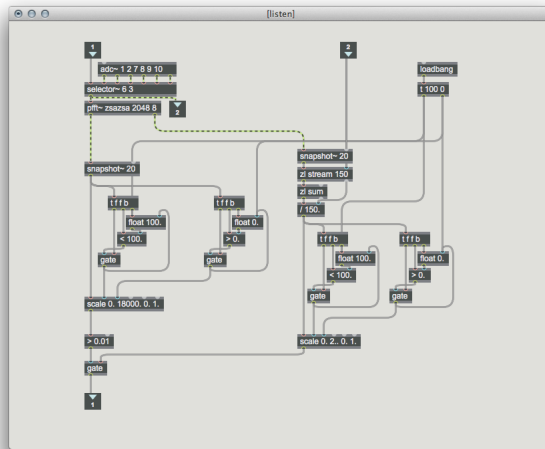 [listen]
1
2
adc~ 1 2 7 8 9 10
loadbang
selector~ 6 3
t 100 0
pfft~ zsazsa 2048 8
2
snapshot~ 20
snapshot~ 20
zl stream 150
zl sum
/ 150.
t f f b
t f f b
float 100.
float 0.
< 100.
> 0.
t f f b
t f f b
gate
gate
float 100.
float 0.
< 100.
> 0.
gate
gate
scale 0. 18000. 0. 1.
> 0.01
scale 0. 2.. 0. 1.
gate
1